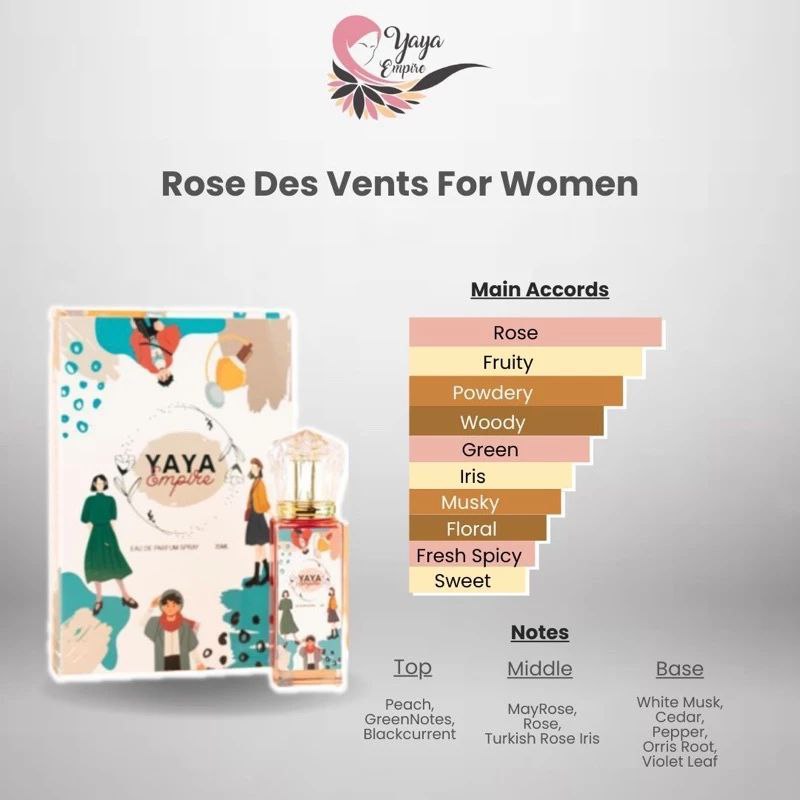 Yaya
Empire
Rose Des Vents For Women
Main Accords
Rose
Fruity
Powdery
Woody
Green
Iris
Musky
Floral
Fresh Spicy
Sweet
YAYA
Empire
EAU DE PARFUM SPRAY
35ML
YAYA
Empire
Notes
Top
Peach,
GreenNotes,
Blackcurrent
Middle
MayRose,
Rose,
Turkish Rose Iris
Base
White Musk,
Cedar,
Pepper,
Orris Root,
Violet Leaf